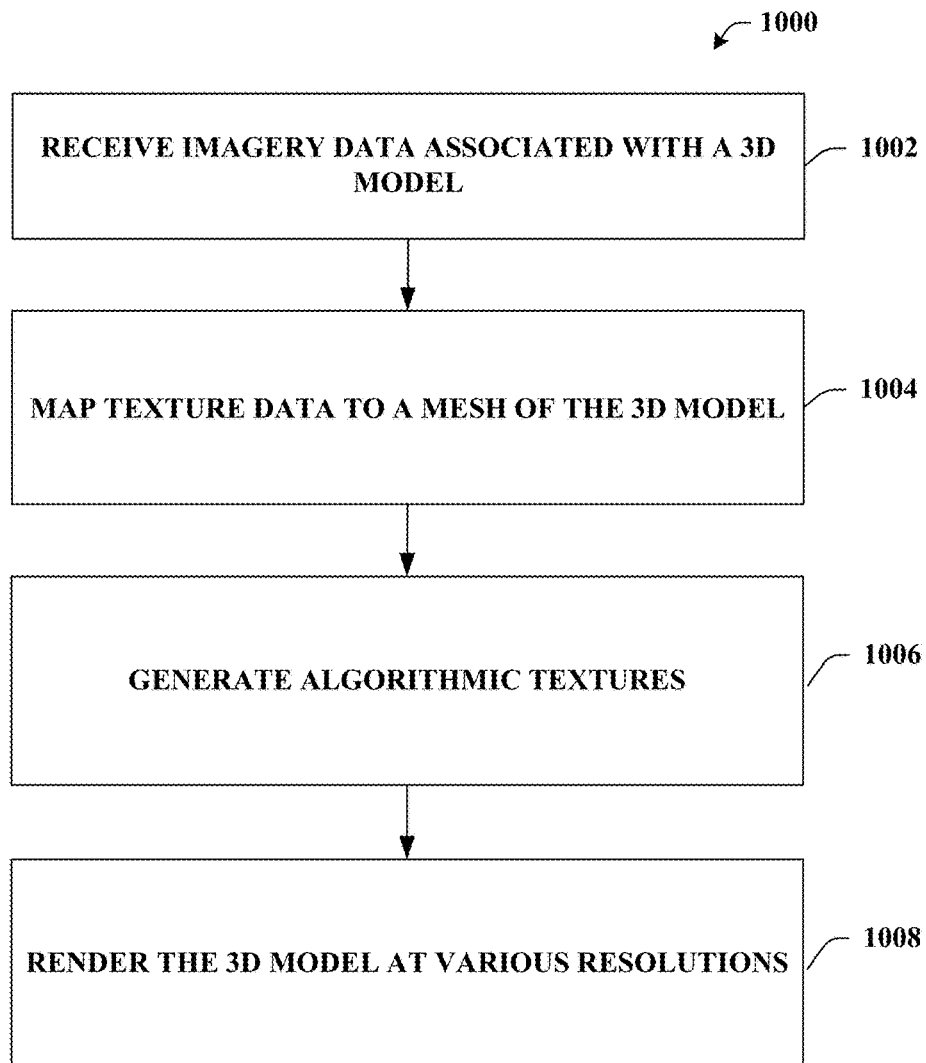 1000
RECEIVE IMAGERY DATA ASSOCIATED WITH A 3D
MODEL
1002
MAP TEXTURE DATA TO A MESH OF THE 3D MODEL
1004
GENERATE ALGORITHMIC TEXTURES
1006
RENDER THE 3D MODEL AT VARIOUS RESOLUTIONS
1008